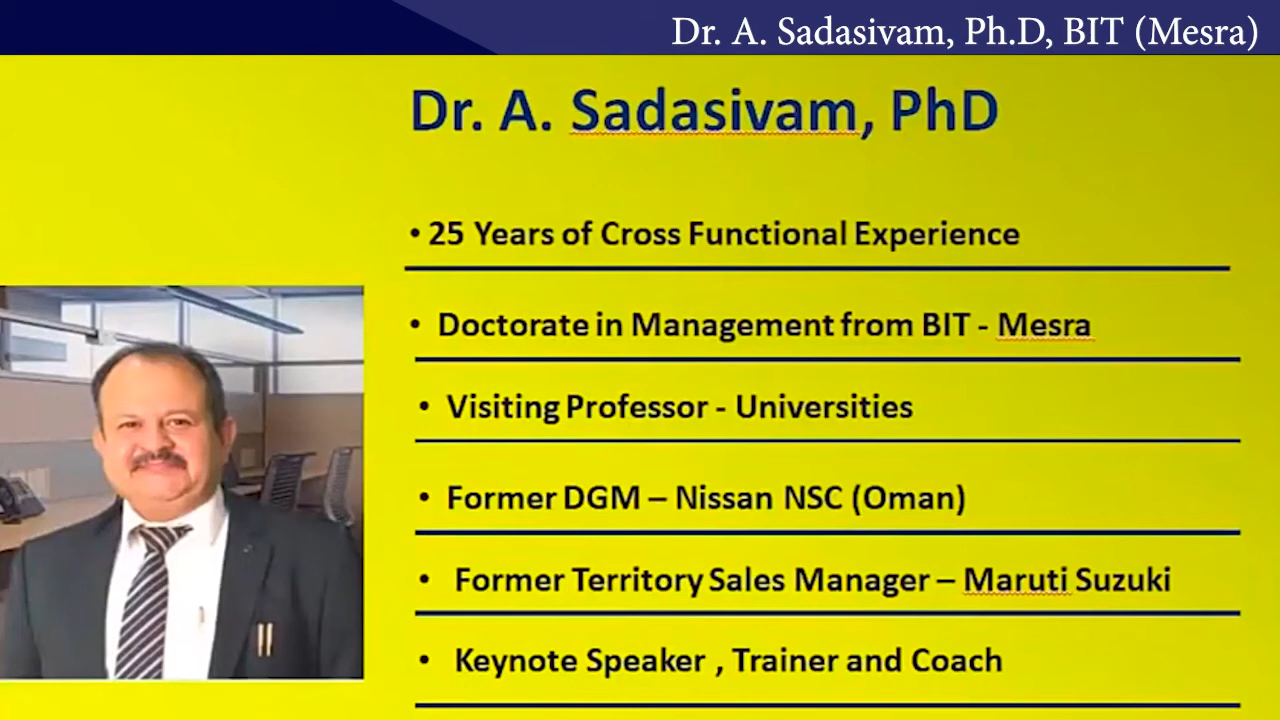 Dr. A. Sadasivam, Ph.D, BIT (Mesra)
Dr. A. Sadasivam, PhD
• 25 Years of Cross Functional Experience
• Doctorate in Management from BIT - Mesra
• Visiting Professor - Universities
• Former DGM – Nissan NSC (Oman)
• Former Territory Sales Manager – Maruti Suzuki
• Keynote Speaker , Trainer and Coach